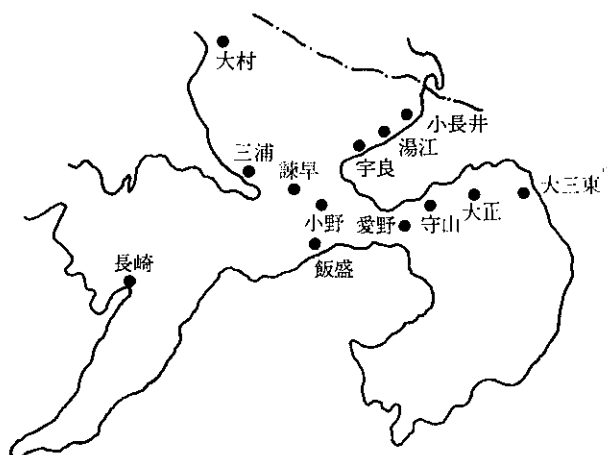 大村
小長井
湯江
宇良
三浦
諫早
小野
大三東
大正
守山
愛野
飯盛
長崎